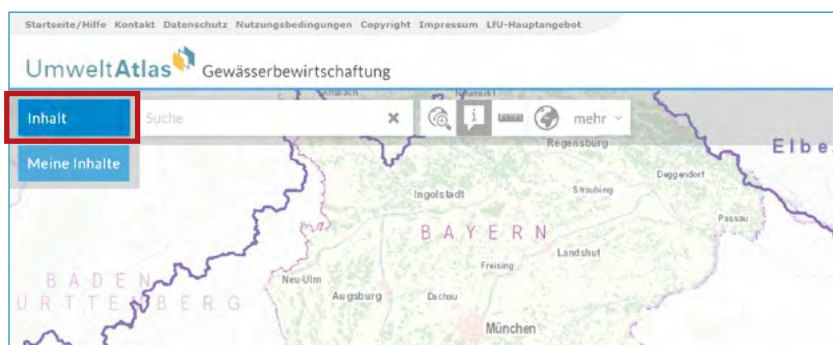 Startseite/Hilfe Kontakt Datenschutz Nutzungsbedingungen Copyright Impressum LfU-Hauptangebot
UmweltAtlas Gewässerbewirtschaftung
Inhalt
Suche
mehr
Meine Inhalte
Regensburg
Elbe
Deggendorf
Straubing
Ingolstadt
Passau
BAYERN
Landshut
Freising
BADEN
Neu-Ulm
Augsburg
Dachau
München